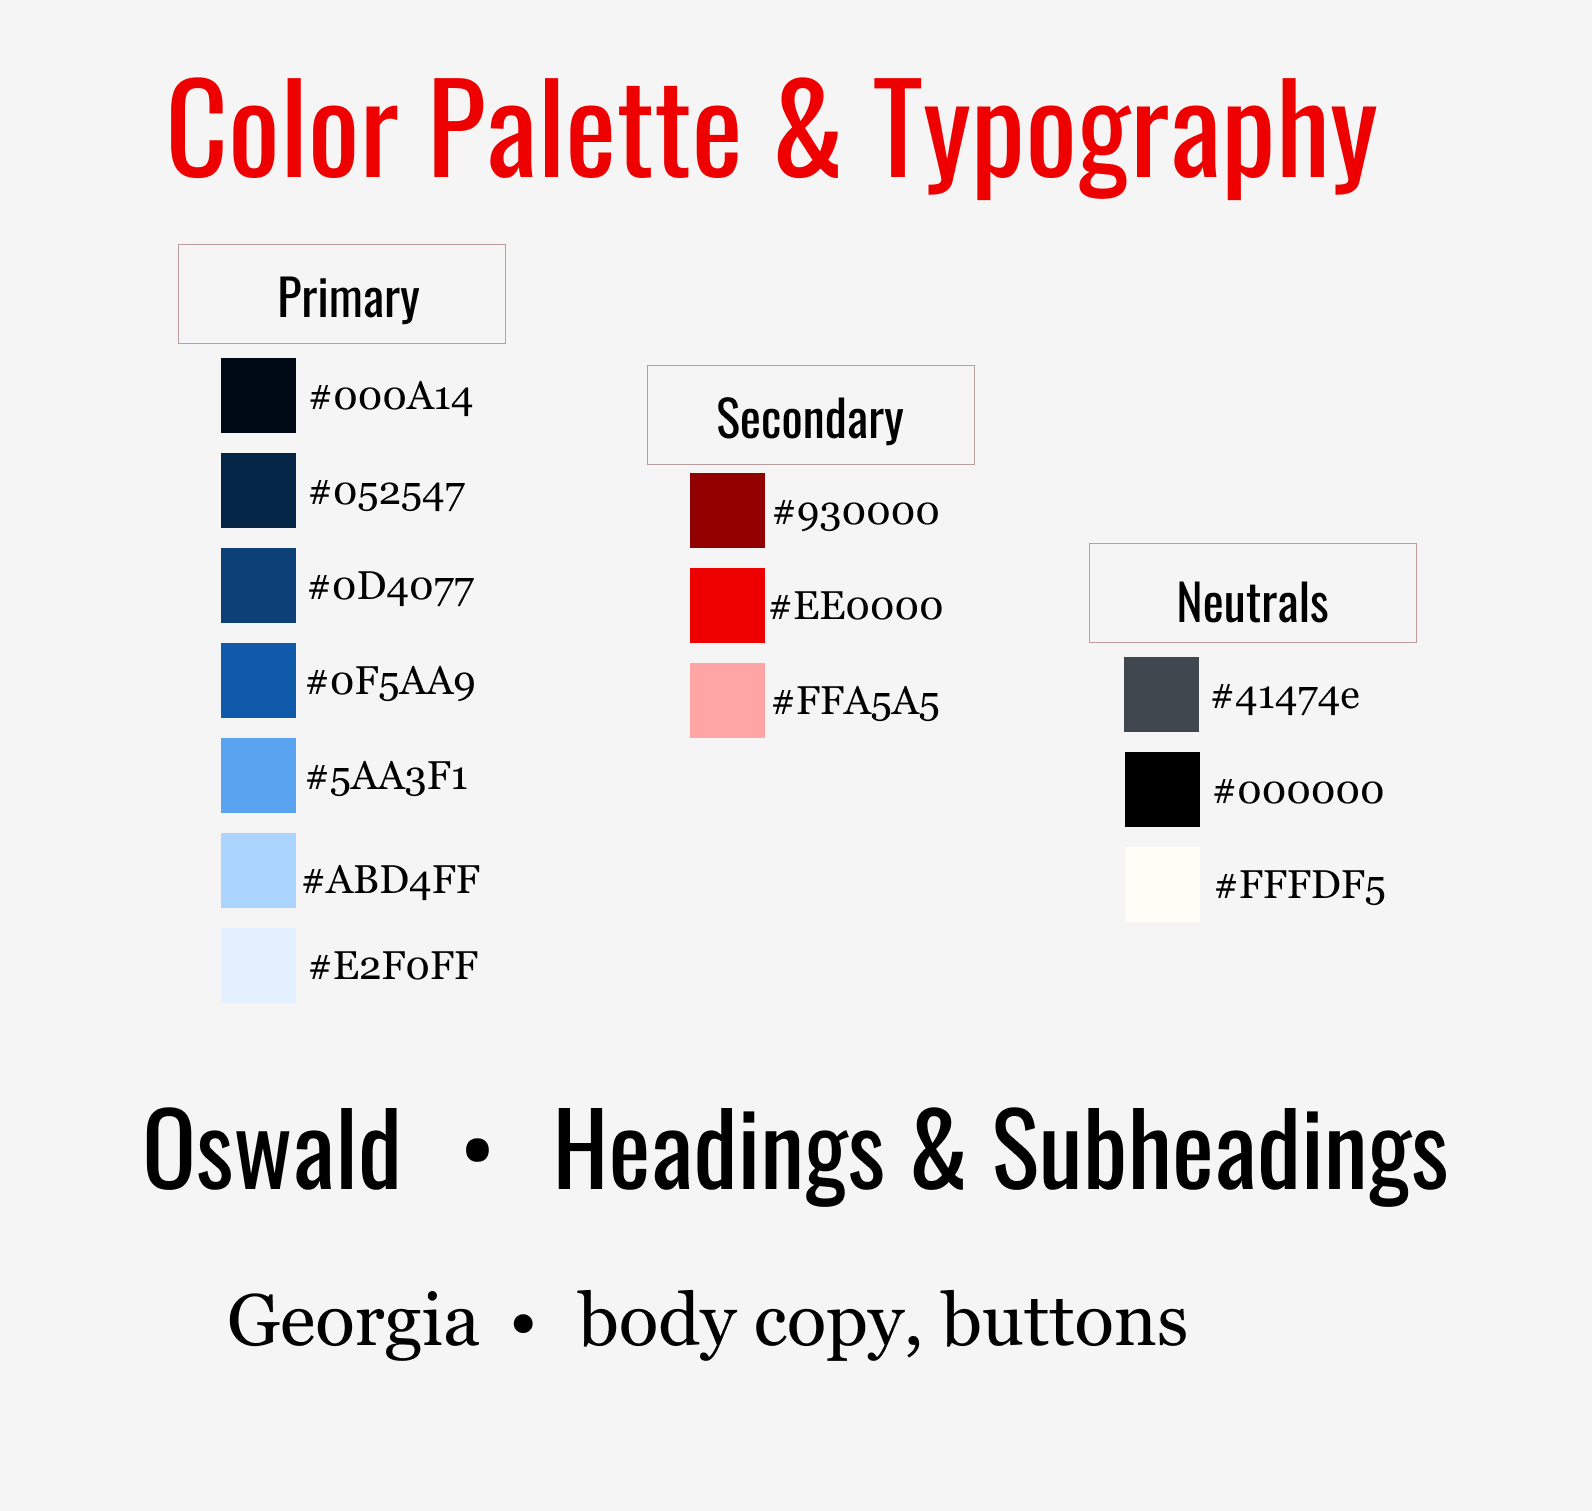 Color Palette & Typography
Primary
#000A14
#052547
#0D4077
#0F5AA9
#5AA3F1
#ABD4FF
#E2F0FF
Secondary
#930000
#EE0000
#FFA5A5
Neutrals
#41474e
#000000
#FFFDF5
Oswald • Headings & Subheadings
Georgia • body copy, buttons